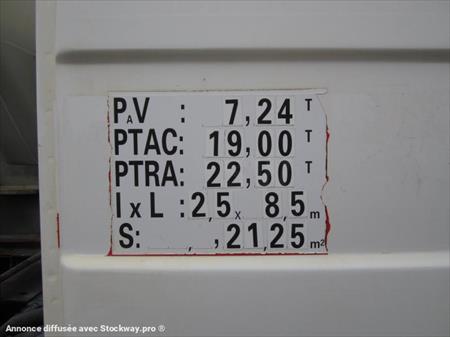 PAV : 7,24 T
PTAC: 19,00 T
PTRA: 22,50 T
l x L : 2,5 x 8,5 m
S: , ,21,25 m²
Annonce diffusée avec Stockway.pro ®